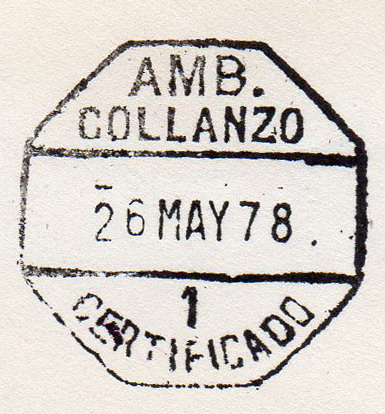 AMB.
COLLANZO
26 MAY 78.
1
CERTIFICADO